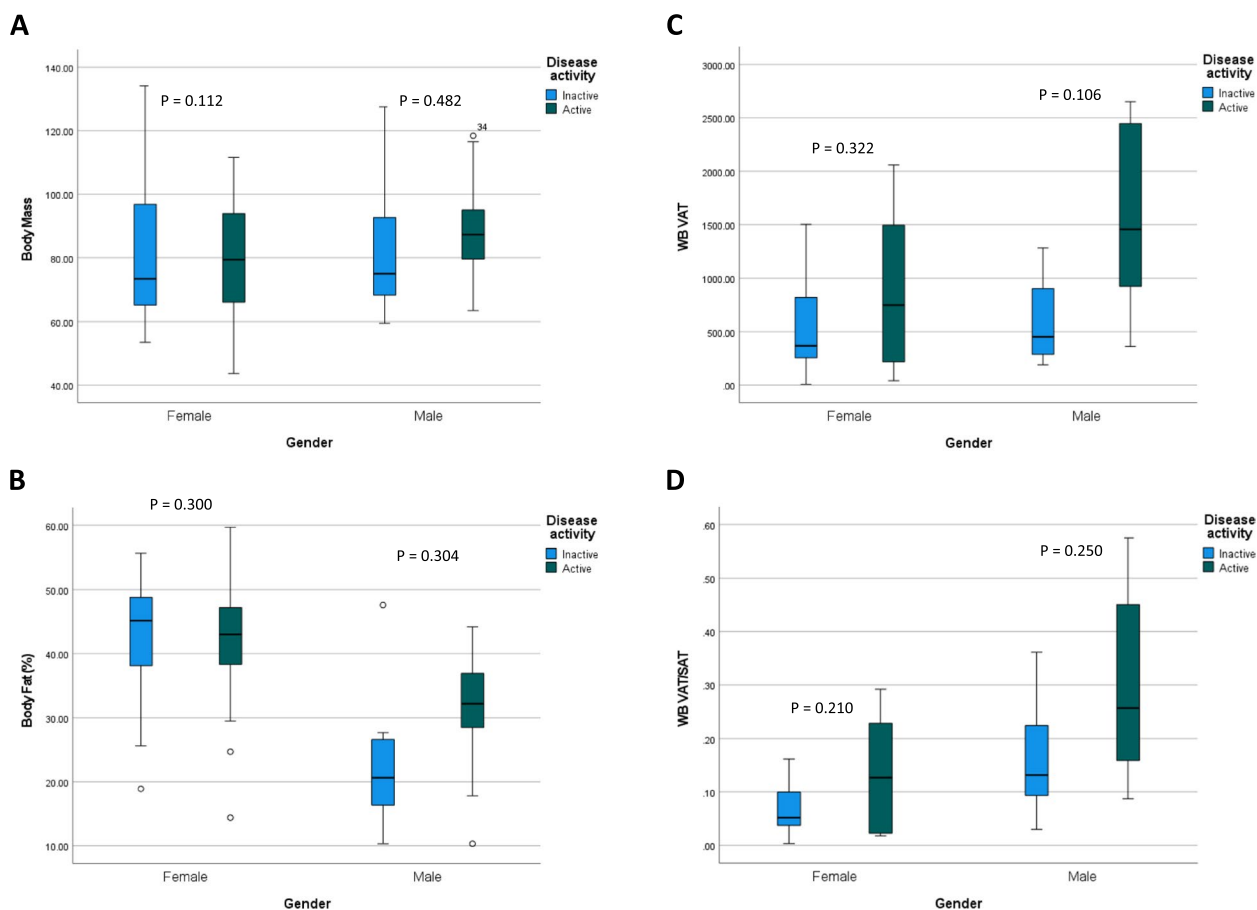 A
Disease
activity
Inactive
Active
P = 0.112
P = 0.482
34
140.00
120.00
100.00
80.00
60.00
40.00
Body Mass
Female
Male
Gender
C
Disease
activity
Inactive
Active
P = 0.322
P = 0.106
3000.00
2500.00
2000.00
1500.00
1000.00
500.00
.00
WB VAT
Female
Male
Gender
B
Disease
activity
Inactive
Active
P = 0.300
P = 0.304
60.00
50.00
40.00
30.00
20.00
10.00
Body Fat (%)
Female
Male
Gender
D
Disease
activity
Inactive
Active
P = 0.210
P = 0.250
.60
.50
.40
.30
.20
.10
.00
WB VAT/SAT
Female
Male
Gender